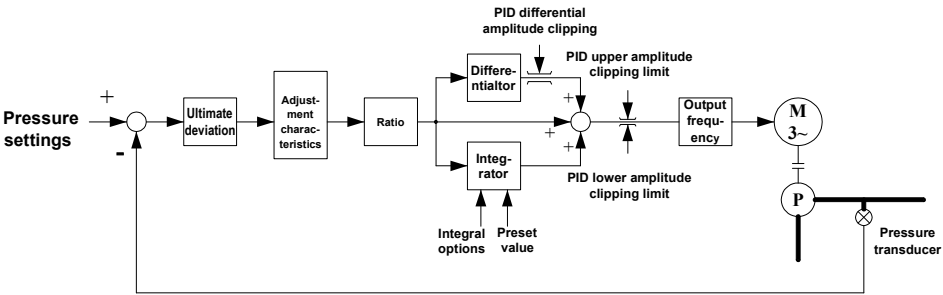 PID differential
amplitude clipping
PID upper amplitude
clipping limit
Pressure
settings
+
-
Ultimate
deviation
Adjust-
ment
charac-
teristics
Ratio
Differe-
ntialtor
+
+
+
Integ-
rator
Integral
options
Preset
value
PID lower amplitude
clipping limit
Output
frequ-
ency
M
3~
P
Pressure
transducer